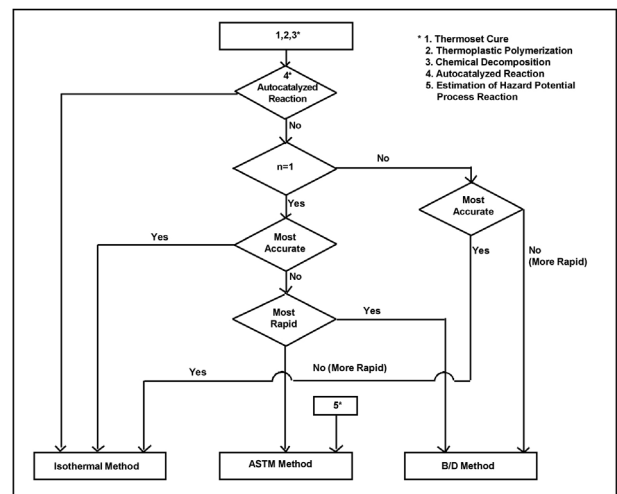 1,2,3*
* 1. Thermoset Cure
2. Thermoplastic Polymerization
3. Chemical Decomposition
4. Autocatalyzed Reaction
5. Estimation of Hazard Potential
Process Reaction
4*
Autocatalyzed
Reaction
No
n=1
No
Yes
Most
Accurate
Yes
Most
Accurate
Yes
No
(More Rapid)
No
Most
Rapid
Yes
Yes
No (More Rapid)
5*
Isothermal Method
ASTM Method
B/D Method